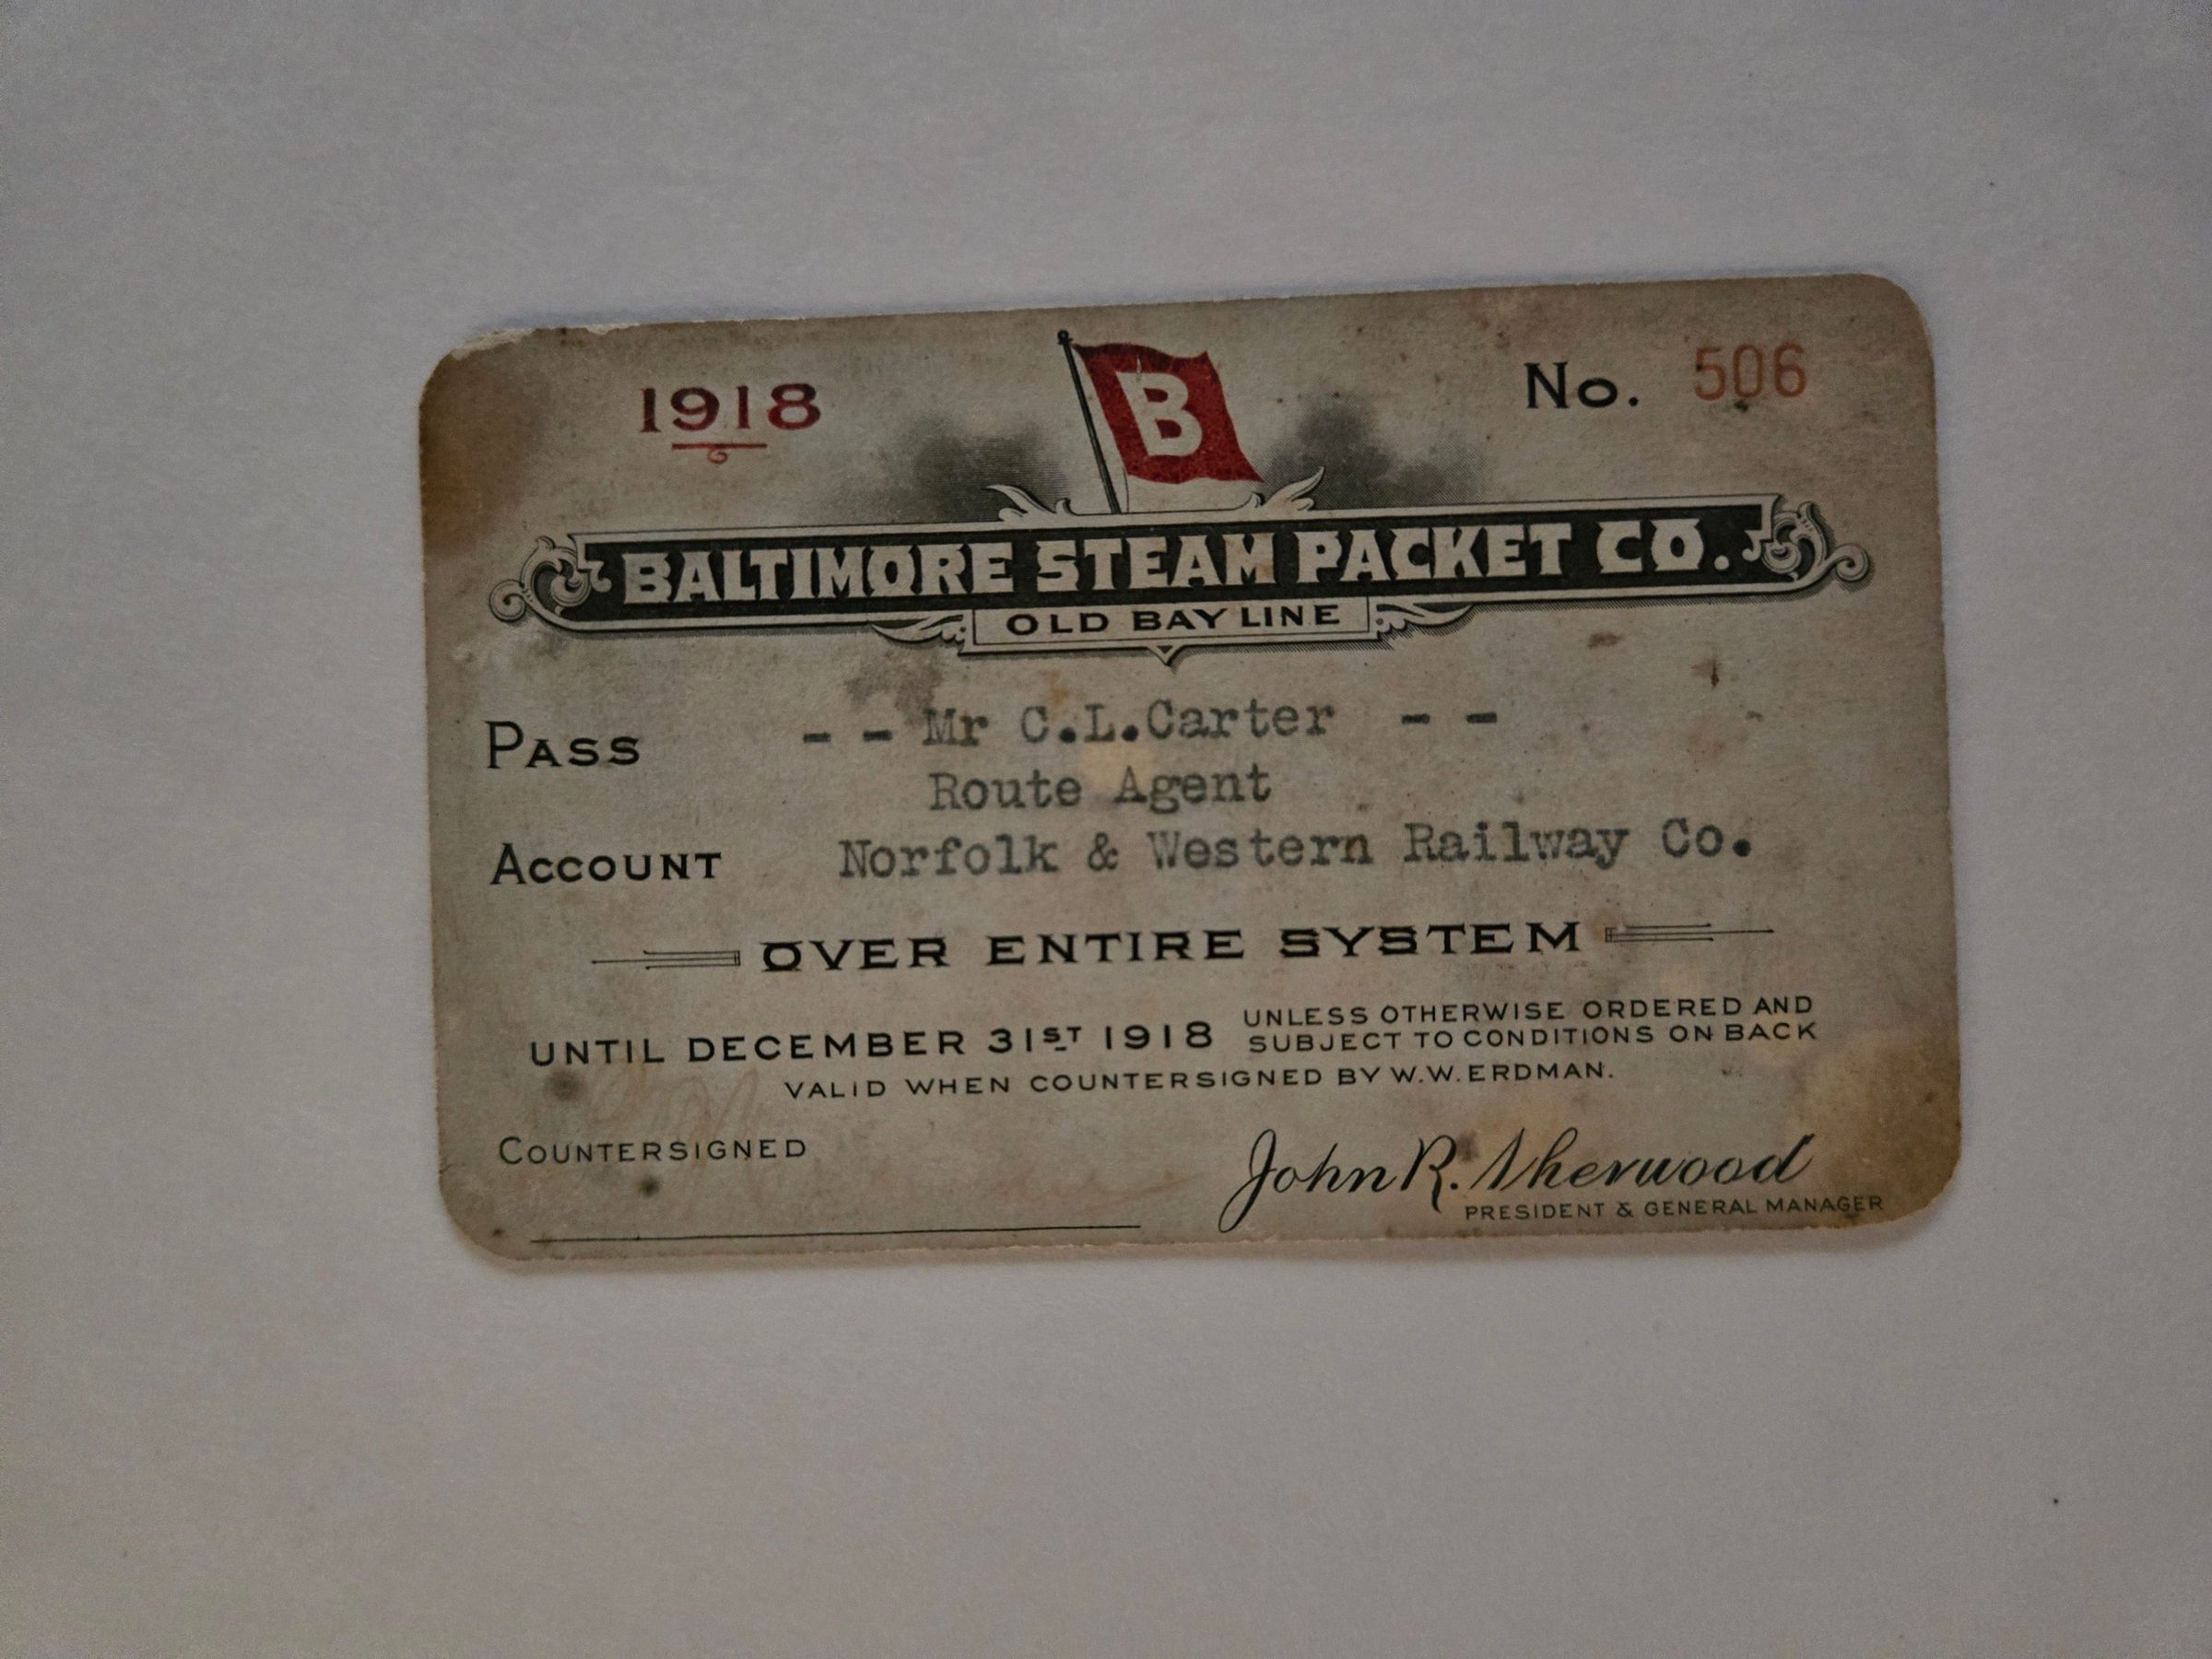 1918
B
No. 506
BALTIMORE STEAM PACKET CO.
OLD BAY LINE
PASS -- Mr C.L.Carter --
Route Agent
ACCOUNT Norfolk & Western Railway Co.
OVER ENTIRE SYSTEM
UNTIL DECEMBER 31ST 1918 UNLESS OTHERWISE ORDERED AND
SUBJECT TO CONDITIONS ON BACK
VALID WHEN COUNTERSIGNED BY W.W. ERDMAN.
COUNTERSIGNED
John R. Sherwood
PRESIDENT & GENERAL MANAGER